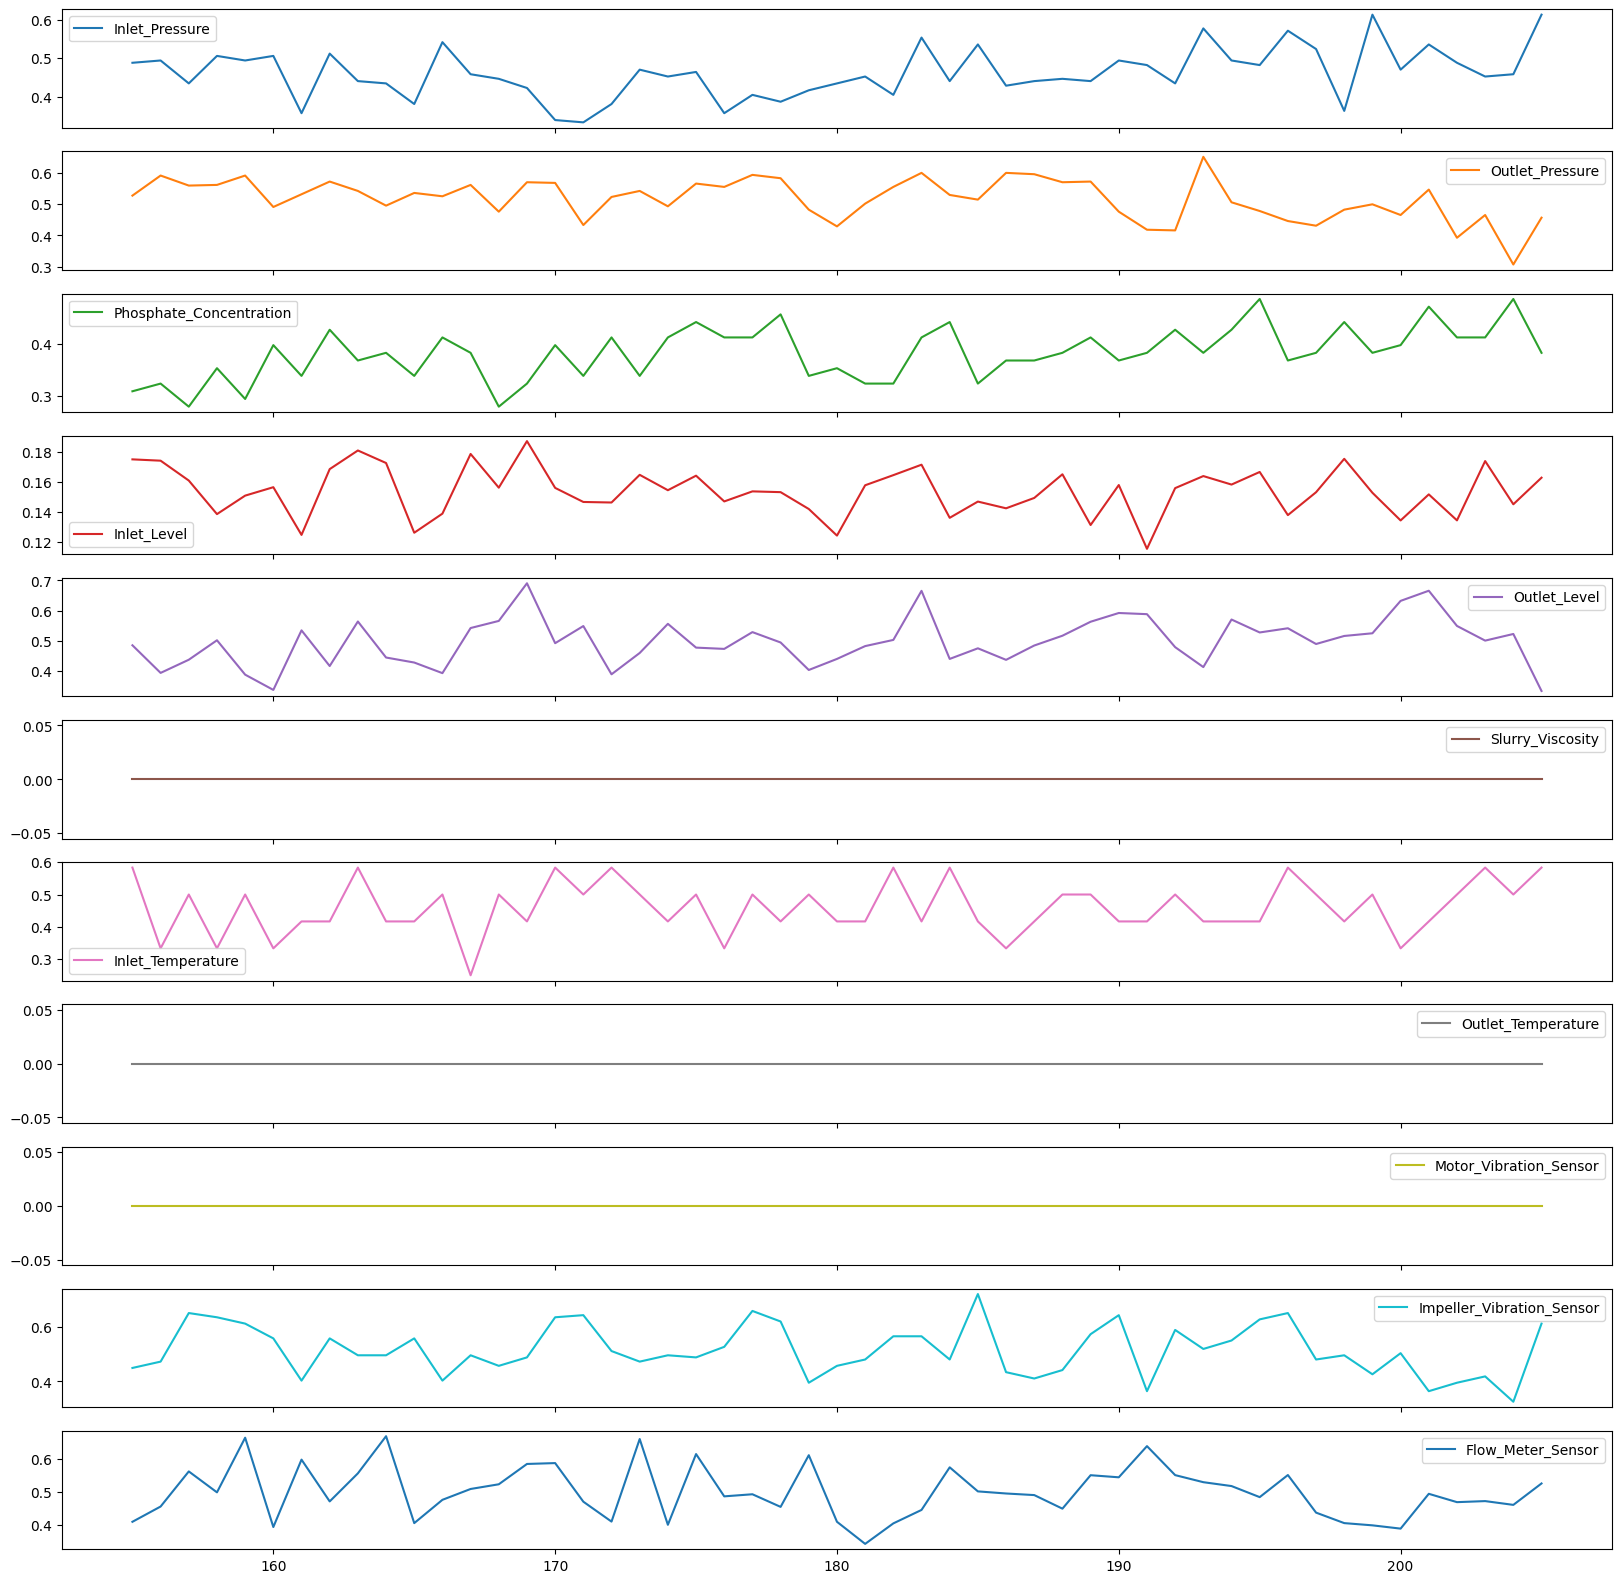 0.6
0.5
0.4
Inlet_Pressure
0.6
0.5
0.4
0.3
Outlet_Pressure
0.4
0.3
Phosphate_Concentration
0.18
0.16
0.14
0.12
Inlet_Level
0.7
0.6
0.5
0.4
Outlet_Level
0.05
0.00
−0.05
Slurry_Viscosity
0.6
0.5
0.4
0.3
Inlet_Temperature
0.05
0.00
−0.05
Outlet_Temperature
0.05
0.00
−0.05
Motor_Vibration_Sensor
0.6
0.4
Impeller_Vibration_Sensor
0.6
0.5
0.4
Flow_Meter_Sensor
160 170 180 190 200